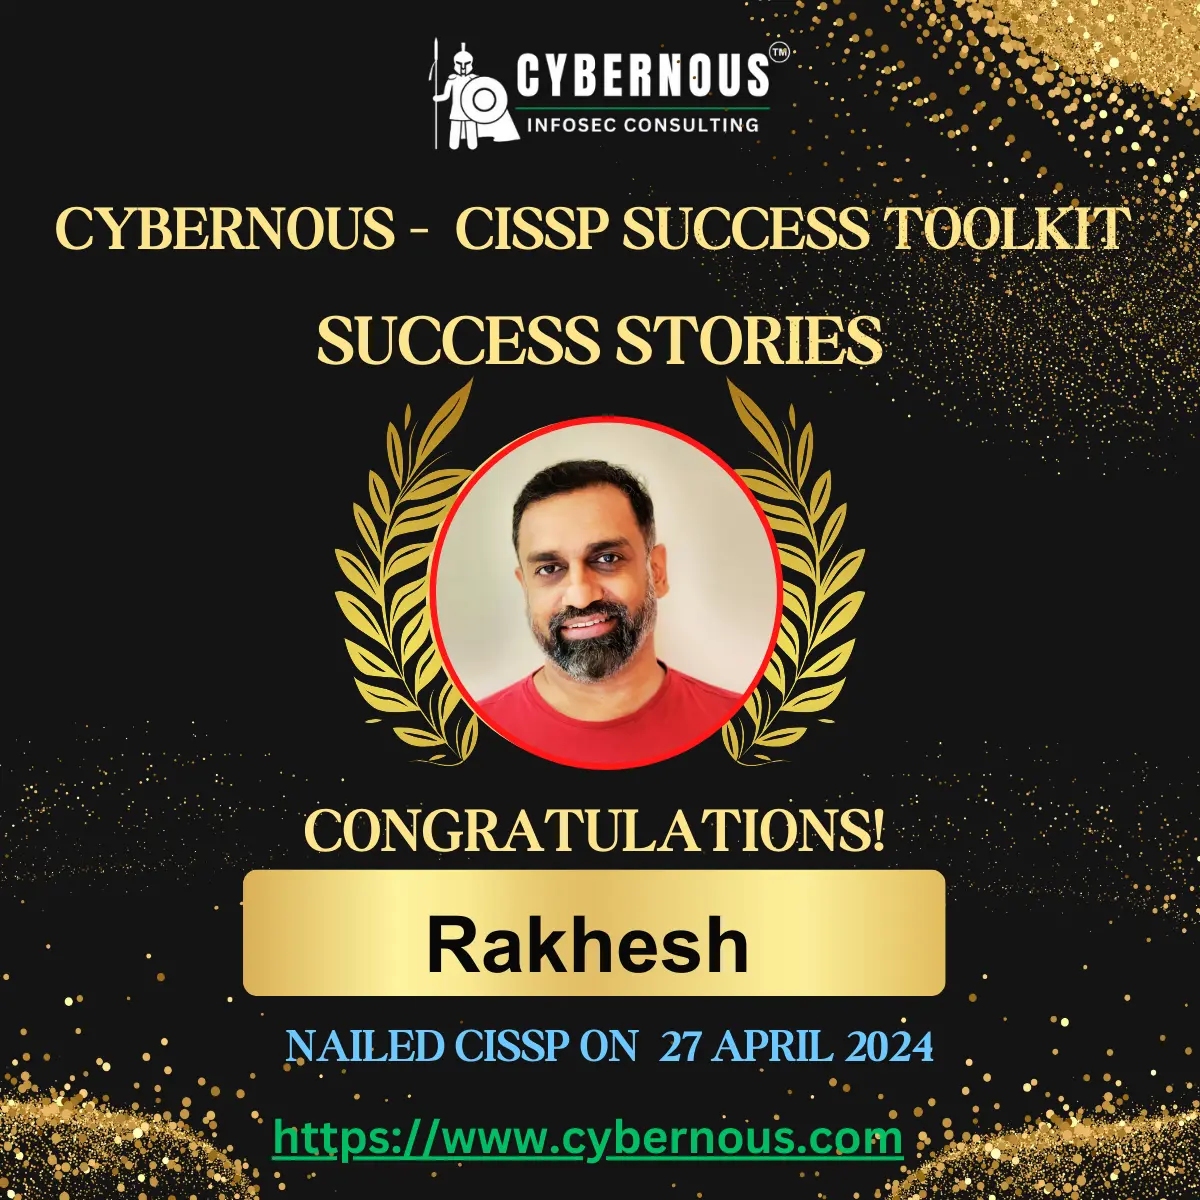 CYBERNOUS™
INFOSEC CONSULTING
CYBERNOUS - CISSP SUCCESS TOOLKIT
SUCCESS STORIES
CONGRATULATIONS!
Rakhesh
NAILED CISSP ON 27 APRIL 2024
https://www.cybernous.com